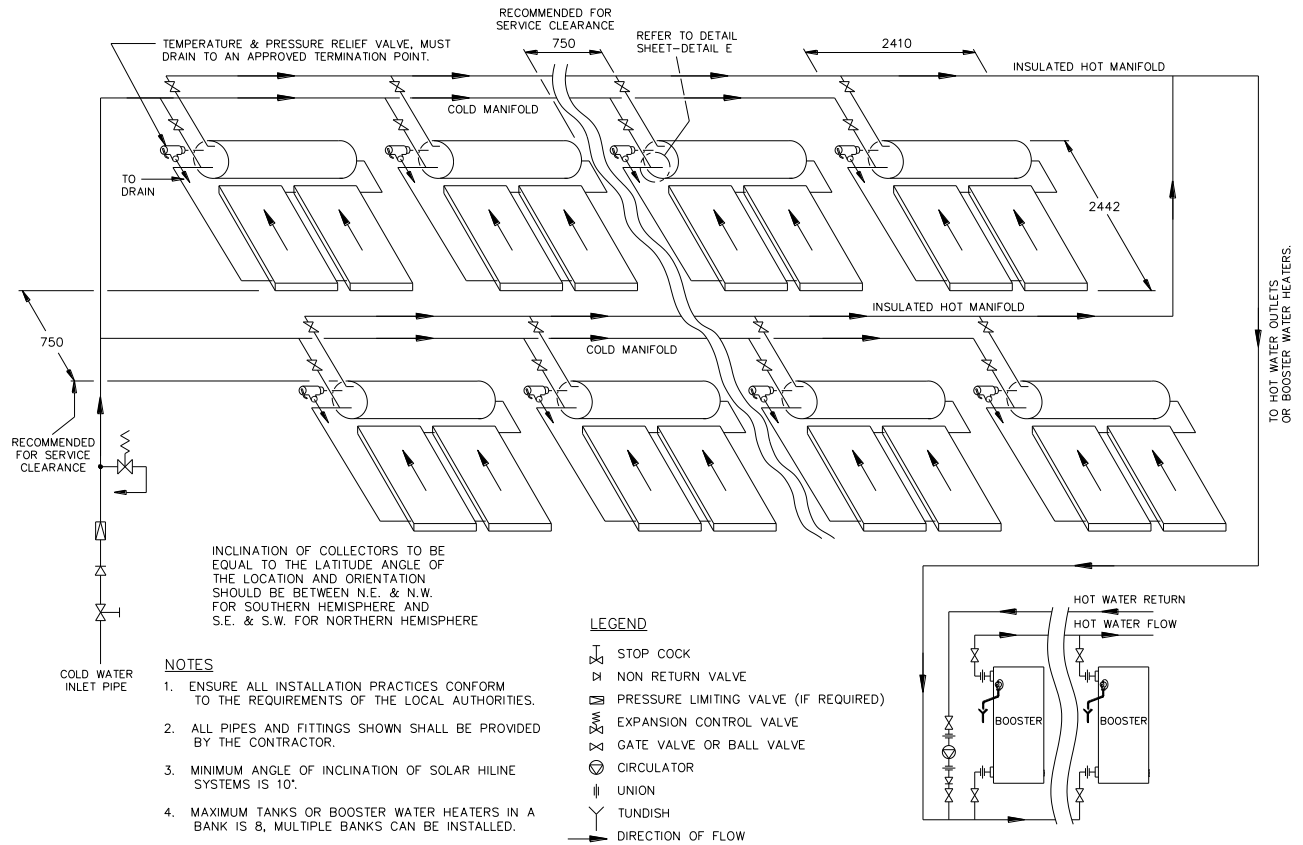 RECOMMENDED FOR
SERVICE CLEARANCE
750
REFER TO DETAIL
SHEET-DETAIL E
2410
TEMPERATURE & PRESSURE RELIEF VALVE, MUST
DRAIN TO AN APPROVED TERMINATION POINT.
INSULATED HOT MANIFOLD
COLD MANIFOLD
TO
DRAIN
2442
INSULATED HOT MANIFOLD
COLD MANIFOLD
750
RECOMMENDED
FOR SERVICE
CLEARANCE
TO HOT WATER OUTLETS
OR BOOSTER WATER HEATERS.
INCLINATION OF COLLECTORS TO BE
EQUAL TO THE LATITUDE ANGLE OF
THE LOCATION AND ORIENTATION
SHOULD BE BETWEEN N.E. & N.W.
FOR SOUTHERN HEMISPHERE AND
S.E. & S.W. FOR NORTHERN HEMISPHERE
COLD WATER
INLET PIPE
NOTES
1. ENSURE ALL INSTALLATION PRACTICES CONFORM
TO THE REQUIREMENTS OF THE LOCAL AUTHORITIES.
2. ALL PIPES AND FITTINGS SHOWN SHALL BE PROVIDED
BY THE CONTRACTOR.
3. MINIMUM ANGLE OF INCLINATION OF SOLAR HILINE
SYSTEMS IS 10°.
4. MAXIMUM TANKS OR BOOSTER WATER HEATERS IN A
BANK IS 8, MULTIPLE BANKS CAN BE INSTALLED.
LEGEND
STOP COCK
NON RETURN VALVE
PRESSURE LIMITING VALVE (IF REQUIRED)
EXPANSION CONTROL VALVE
GATE VALVE OR BALL VALVE
CIRCULATOR
UNION
TUNDISH
DIRECTION OF FLOW
HOT WATER RETURN
HOT WATER FLOW
BOOSTER
BOOSTER